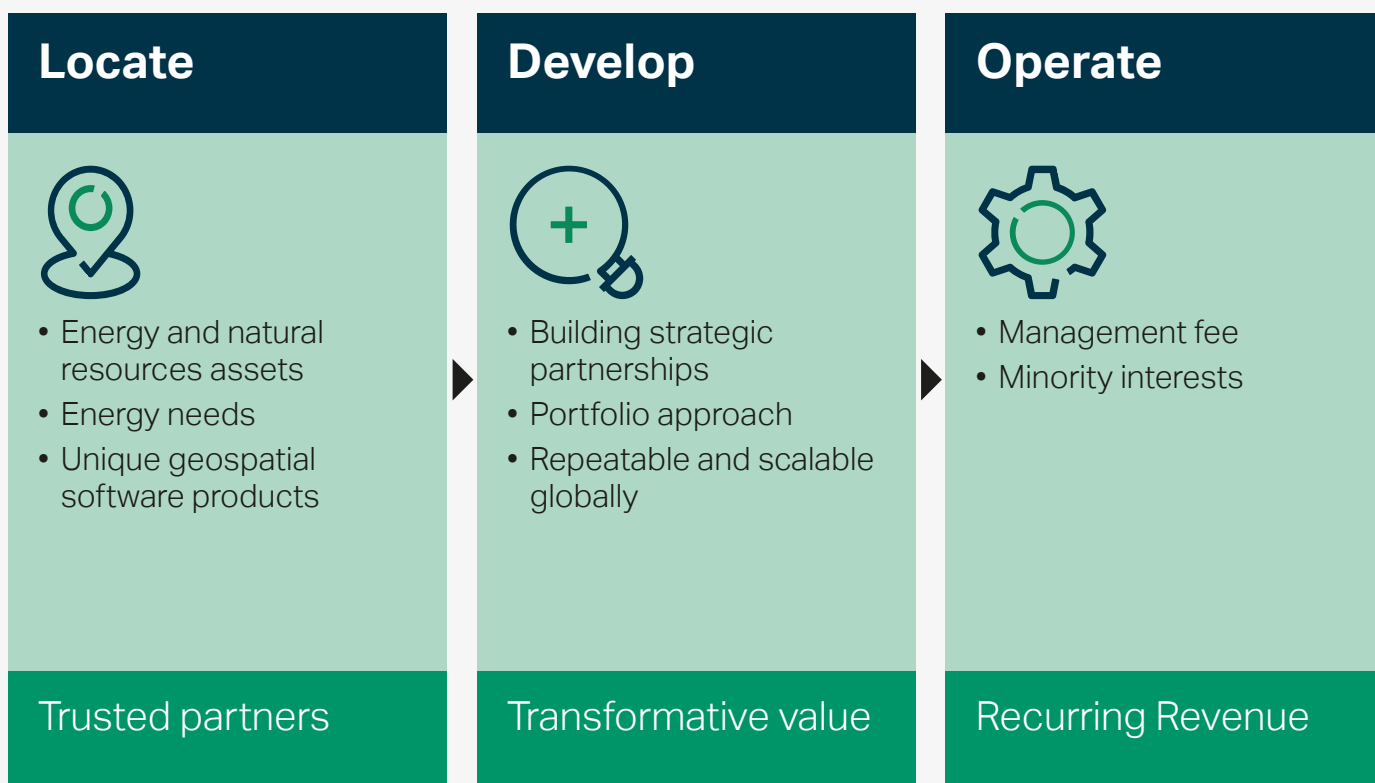 Locate
• Energy and natural
resources assets
• Energy needs
• Unique geospatial
software products
Trusted partners
Develop
• Building strategic
partnerships
• Portfolio approach
• Repeatable and scalable
globally
Transformative value
Operate
• Management fee
• Minority interests
Recurring Revenue